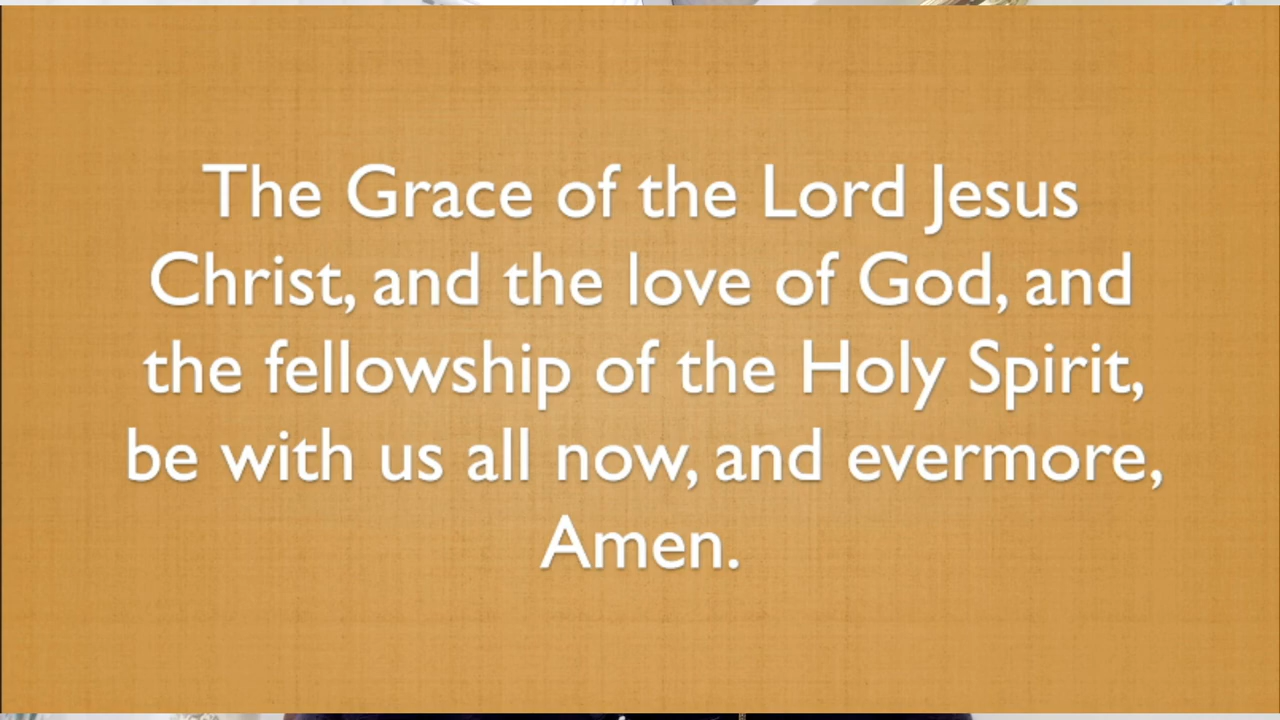 The Grace of the Lord Jesus
Christ, and the love of God, and
the fellowship of the Holy Spirit,
be with us all now, and evermore,
Amen.